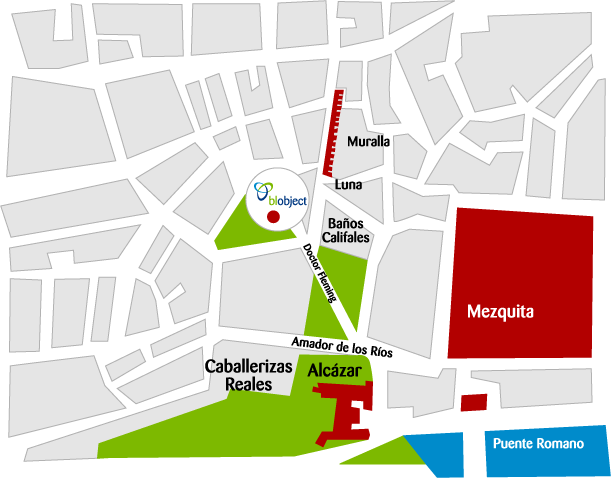 Muralla
Luna
blobject
Baños
Califales
Doctor Fleming
Mezquita
Amador de los Ríos
Caballerizas
Reales
Alcázar
Puente Romano